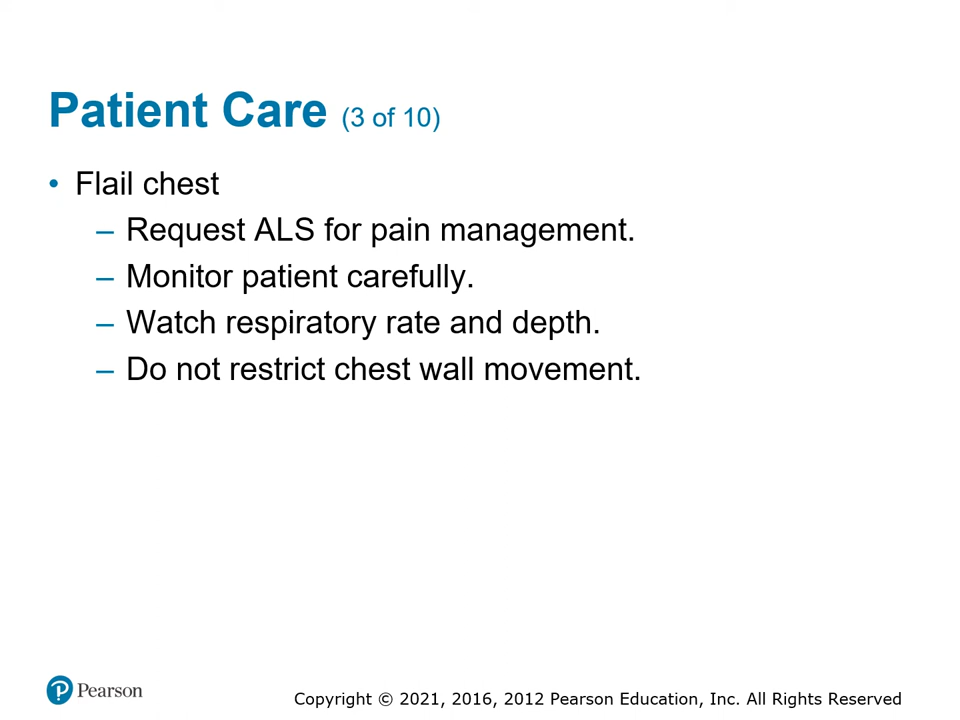 Patient Care (3 of 10)
• Flail chest
– Request ALS for pain management.
– Monitor patient carefully.
– Watch respiratory rate and depth.
– Do not restrict chest wall movement.
Pearson
Copyright © 2021, 2016, 2012 Pearson Education, Inc. All Rights Reserved